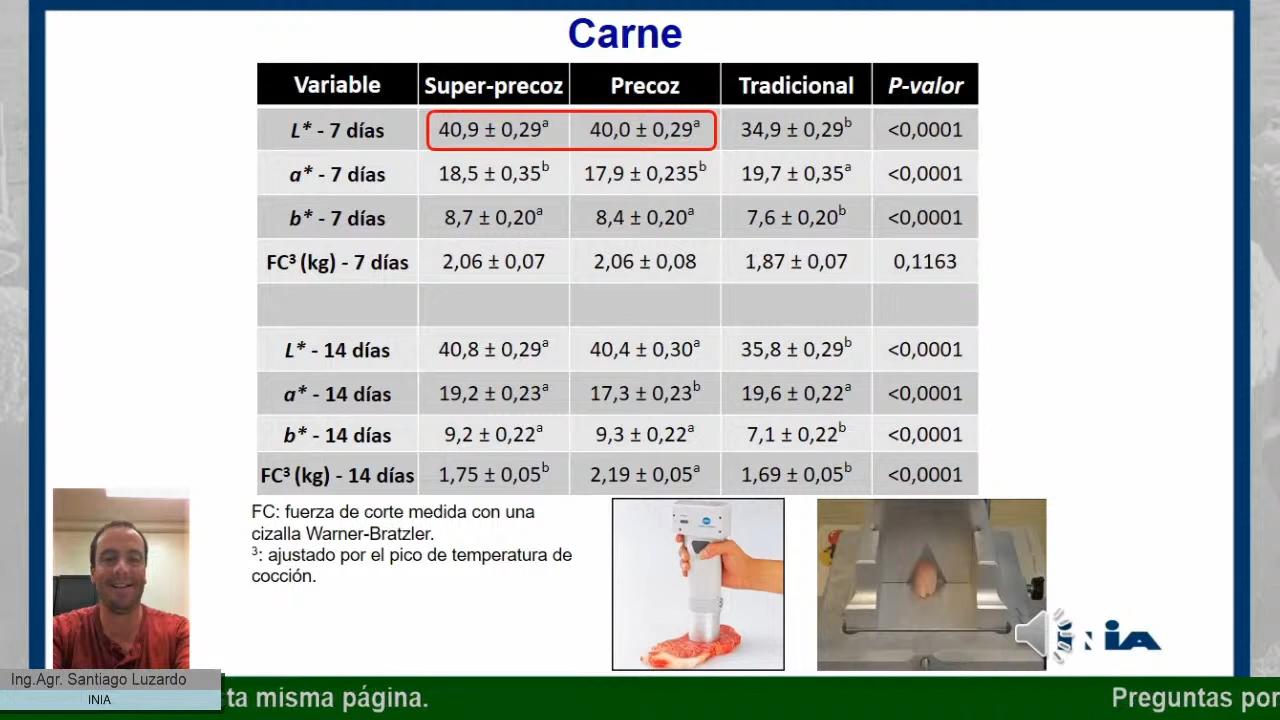 Carne
Variable Super-precoz Precoz Tradicional P-valor
L* - 7 días 40,9 ± 0,29ᵃ 40,0 ± 0,29ᵃ 34,9 ± 0,29ᵇ <0,0001
a* - 7 días 18,5 ± 0,35ᵇ 17,9 ± 0,235ᵇ 19,7 ± 0,35ᵃ <0,0001
b* - 7 días 8,7 ± 0,20ᵃ 8,4 ± 0,20ᵃ 7,6 ± 0,20ᵇ <0,0001
FC³ (kg) - 7 días 2,06 ± 0,07 2,06 ± 0,08 1,87 ± 0,07 0,1163
L* - 14 días 40,8 ± 0,29ᵃ 40,4 ± 0,30ᵃ 35,8 ± 0,29ᵇ <0,0001
a* - 14 días 19,2 ± 0,23ᵃ 17,3 ± 0,23ᵇ 19,6 ± 0,22ᵃ <0,0001
b* - 14 días 9,2 ± 0,22ᵃ 9,3 ± 0,22ᵃ 7,1 ± 0,22ᵇ <0,0001
FC³ (kg) - 14 días 1,75 ± 0,05ᵇ 2,19 ± 0,05ᵃ 1,69 ± 0,05ᵇ <0,0001
FC: fuerza de corte medida con una
cizalla Warner-Bratzler.
³: ajustado por el pico de temperatura de
cocción.
Ing.Agr. Santiago Luzardo
INIA
cta misma página.
Preguntas por